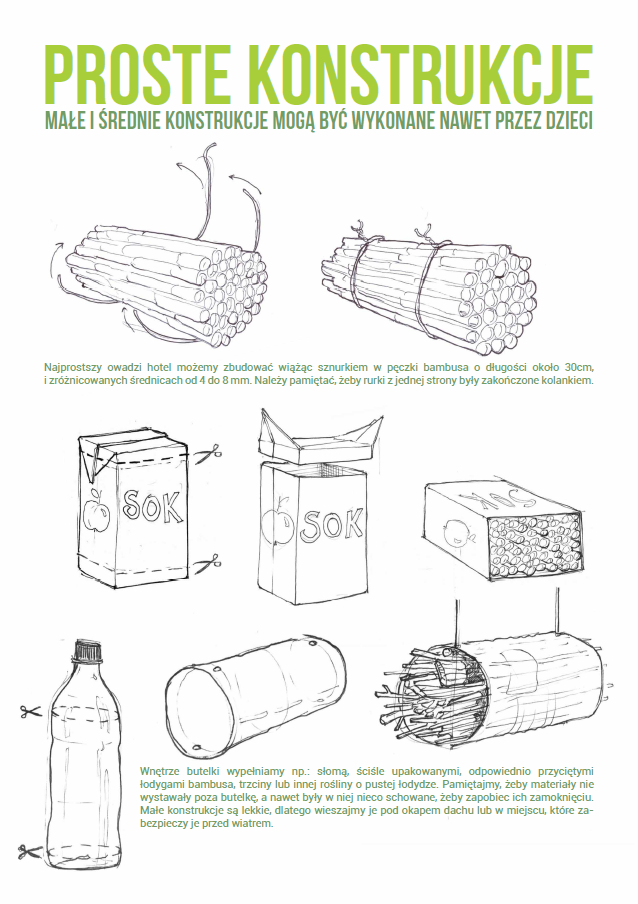 PROSTE KONSTRUKCJE
MAŁE I ŚREDNIE KONSTRUKCJE MOGĄ BYĆ WYKONANE NAWET PRZEZ DZIECI
Najprostszy owadzi hotel możemy zbudować wiążąc sznurkiem w pęczki bambusa o długości około 30cm,
i zróżnicowanych średnicach od 4 do 8 mm. Należy pamiętać, żeby rurki z jednej strony były zakończone kolankiem.
SOK
SOK
SOK
Wnętrze butelki wypełniamy np.: słomą, ściśle upakowanymi, odpowiednio przyciętymi
łodygami bambusa, trzciny lub innej rośliny o pustej łodydze. Pamiętajmy, żeby materiały nie
wystawały poza butelkę, a nawet były w niej nieco schowane, żeby zapobiec ich zamoknięciu.
Małe konstrukcje są lekkie, dlatego wieszajmy je pod okapem dachu lub w miejscu, które za-
bezpieczy je przed wiatrem.